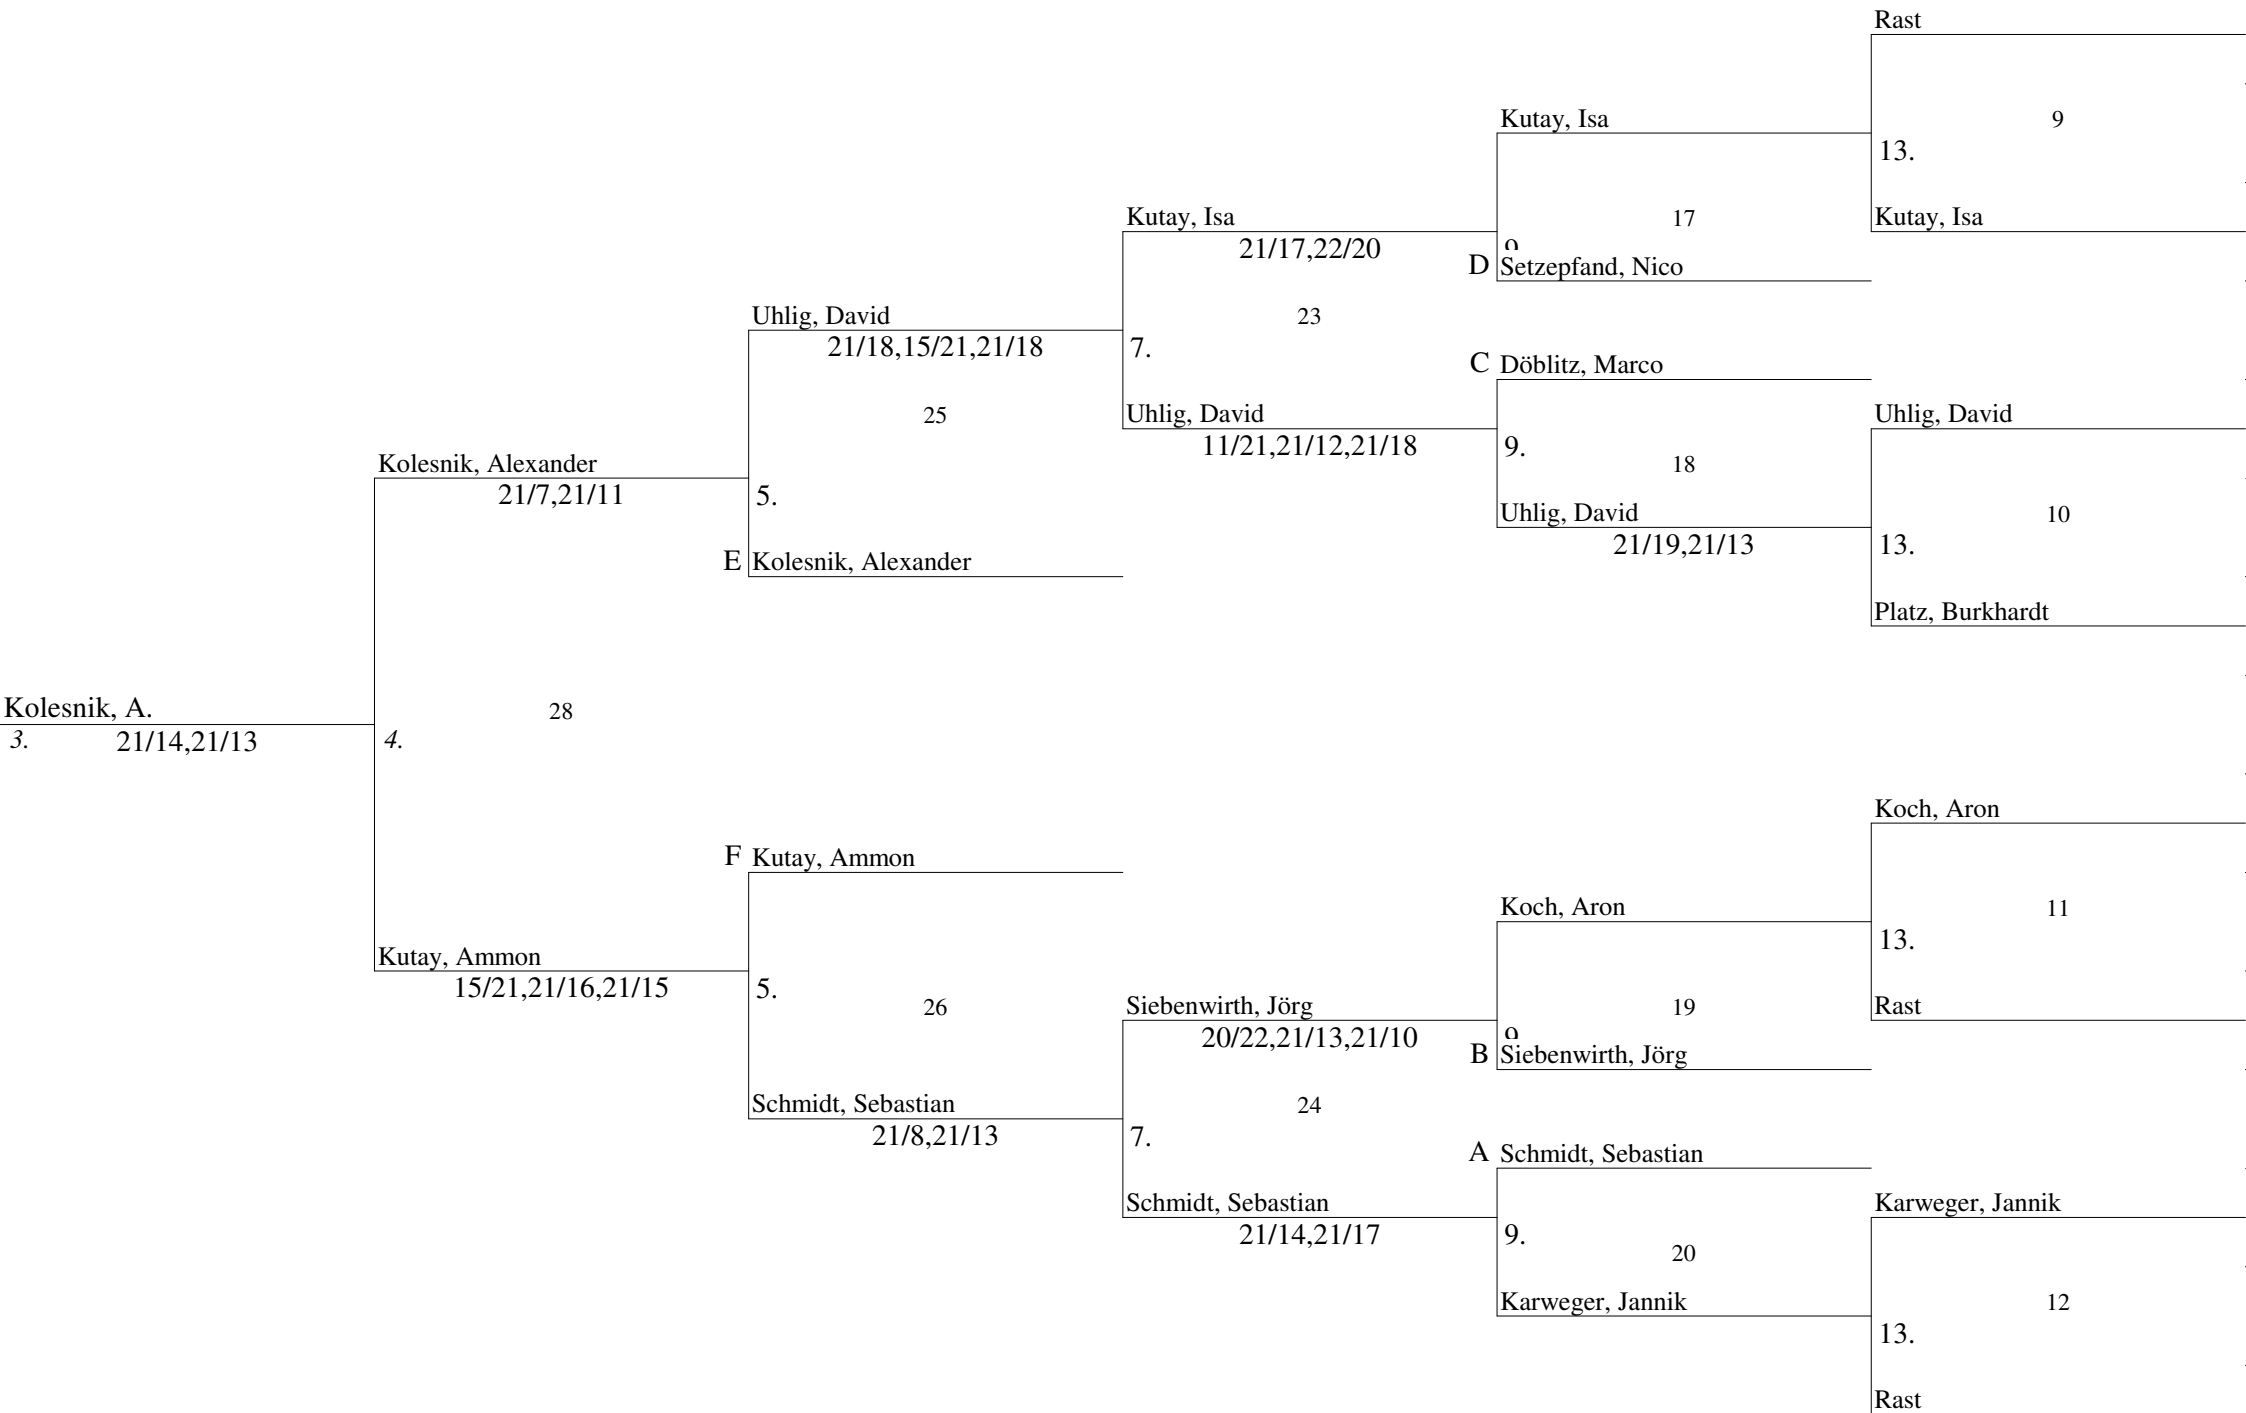 Rast
Kutay, Isa
9
13.
Kutay, Isa
17
Kutay, Isa
21/17,22/20
9.
D Setzepfand, Nico
Uhlig, David
21/18,15/21,21/18
23
7.
C Döblitz, Marco
25
Uhlig, David
11/21,21/12,21/18
9.
Uhlig, David
18
Kolesnik, Alexander
21/7,21/11
5.
Uhlig, David
21/19,21/13
10
13.
E Kolesnik, Alexander
Platz, Burkhardt
Kolesnik, A.
3.
21/14,21/13
28
4.
Koch, Aron
F Kutay, Ammon
Koch, Aron
11
13.
Kutay, Ammon
15/21,21/16,21/15
5.
26
Siebenwirth, Jörg
20/22,21/13,21/10
19
9.
Rast
B Siebenwirth, Jörg
Schmidt, Sebastian
21/8,21/13
24
7.
A Schmidt, Sebastian
Schmidt, Sebastian
21/14,21/17
9.
20
Karweger, Jannik
Karweger, Jannik
12
13.
Rast